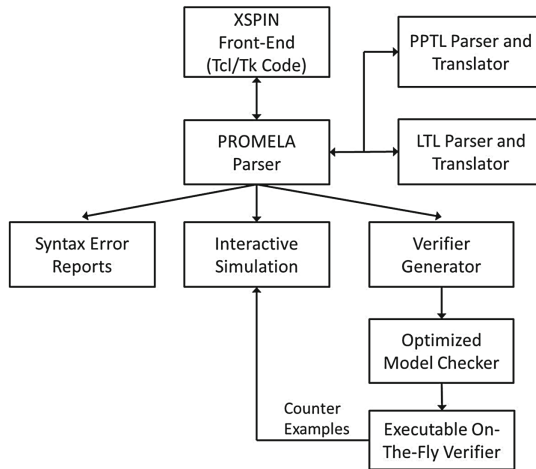 XSPIN
Front-End
(Tcl/Tk Code)
PPTL Parser and
Translator
PROMELA
Parser
LTL Parser and
Translator
Syntax Error
Reports
Interactive
Simulation
Verifier
Generator
Optimized
Model Checker
Counter
Examples
Executable On-
The-Fly Verifier